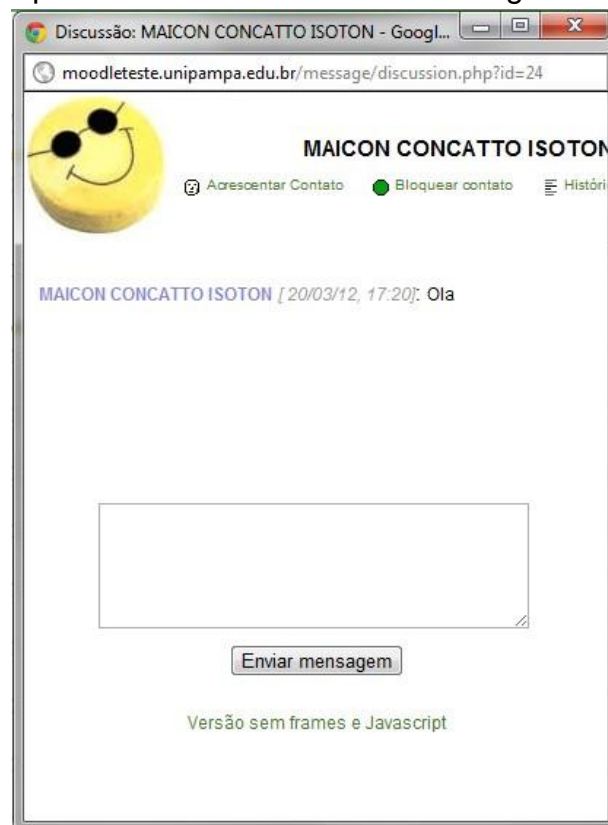 Discussão: MAICON CONCATTO ISOTON - Googl...
moodleteste.unipampa.edu.br/message/discussion.php?id=24
MAICON CONCATTO ISOTON
Acrescentar Contato Bloquear contato Históri
MAICON CONCATTO ISOTON [20/03/12, 17:20]: Ola
Enviar mensagem
Versão sem frames e Javascript